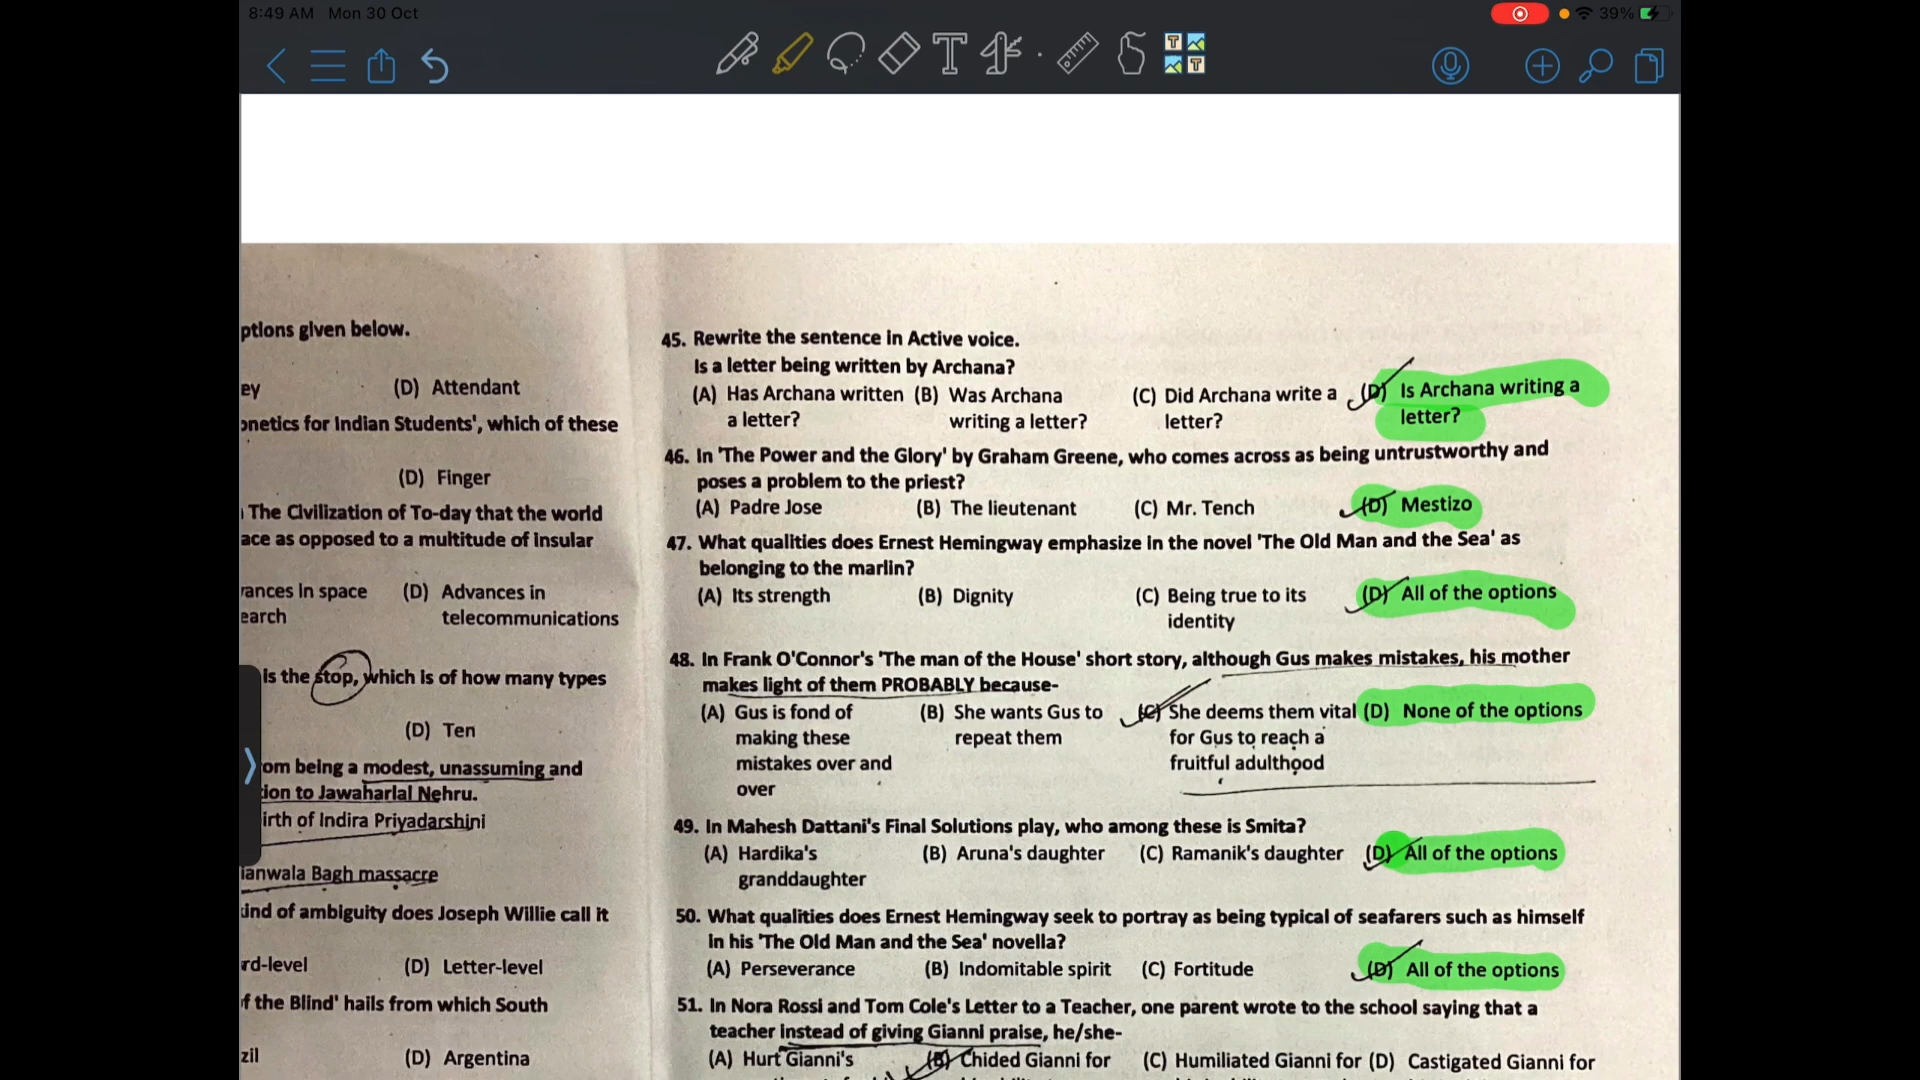 8:49 AM Mon 30 Oct
39%
ptions given below.
ey (D) Attendant
onetics for Indian Students', which of these
(D) Finger
The Civilization of To-day that the world
ace as opposed to a multitude of insular
rances in space (D) Advances in
earch telecommunications
is the stop, which is of how many types
(D) Ten
om being a modest, unassuming and
ion to Jawaharlal Nehru.
irth of Indira Priyadarshini
ianwala Bagh massacre
kind of ambiguity does Joseph Willie call it
rd-level (D) Letter-level
f the Blind' hails from which South
zil (D) Argentina
45. Rewrite the sentence in Active voice.
Is a letter being written by Archana?
(A) Has Archana written (B) Was Archana (C) Did Archana write a (D) Is Archana writing a
a letter? writing a letter? letter? letter?
46. In 'The Power and the Glory' by Graham Greene, who comes across as being untrustworthy and
poses a problem to the priest?
(A) Padre Jose (B) The lieutenant (C) Mr. Tench (D) Mestizo
47. What qualities does Ernest Hemingway emphasize in the novel 'The Old Man and the Sea' as
belonging to the marlin?
(A) Its strength (B) Dignity (C) Being true to its (D) All of the options
identity
48. In Frank O'Connor's 'The man of the House' short story, although Gus makes mistakes, his mother
makes light of them PROBABLY because-
(A) Gus is fond of (B) She wants Gus to (C) She deems them vital (D) None of the options
making these repeat them for Gus to reach a
mistakes over and fruitful adulthood
over
49. In Mahesh Dattani's Final Solutions play, who among these is Smita?
(A) Hardika's (B) Aruna's daughter (C) Ramanik's daughter (D) All of the options
granddaughter
50. What qualities does Ernest Hemingway seek to portray as being typical of seafarers such as himself
in his 'The Old Man and the Sea' novella?
(A) Perseverance (B) Indomitable spirit (C) Fortitude (D) All of the options
51. In Nora Rossi and Tom Cole's Letter to a Teacher, one parent wrote to the school saying that a
teacher instead of giving Gianni praise, he/she-
(A) Hurt Gianni's (B) Chided Gianni for (C) Humiliated Gianni for (D) Castigated Gianni for